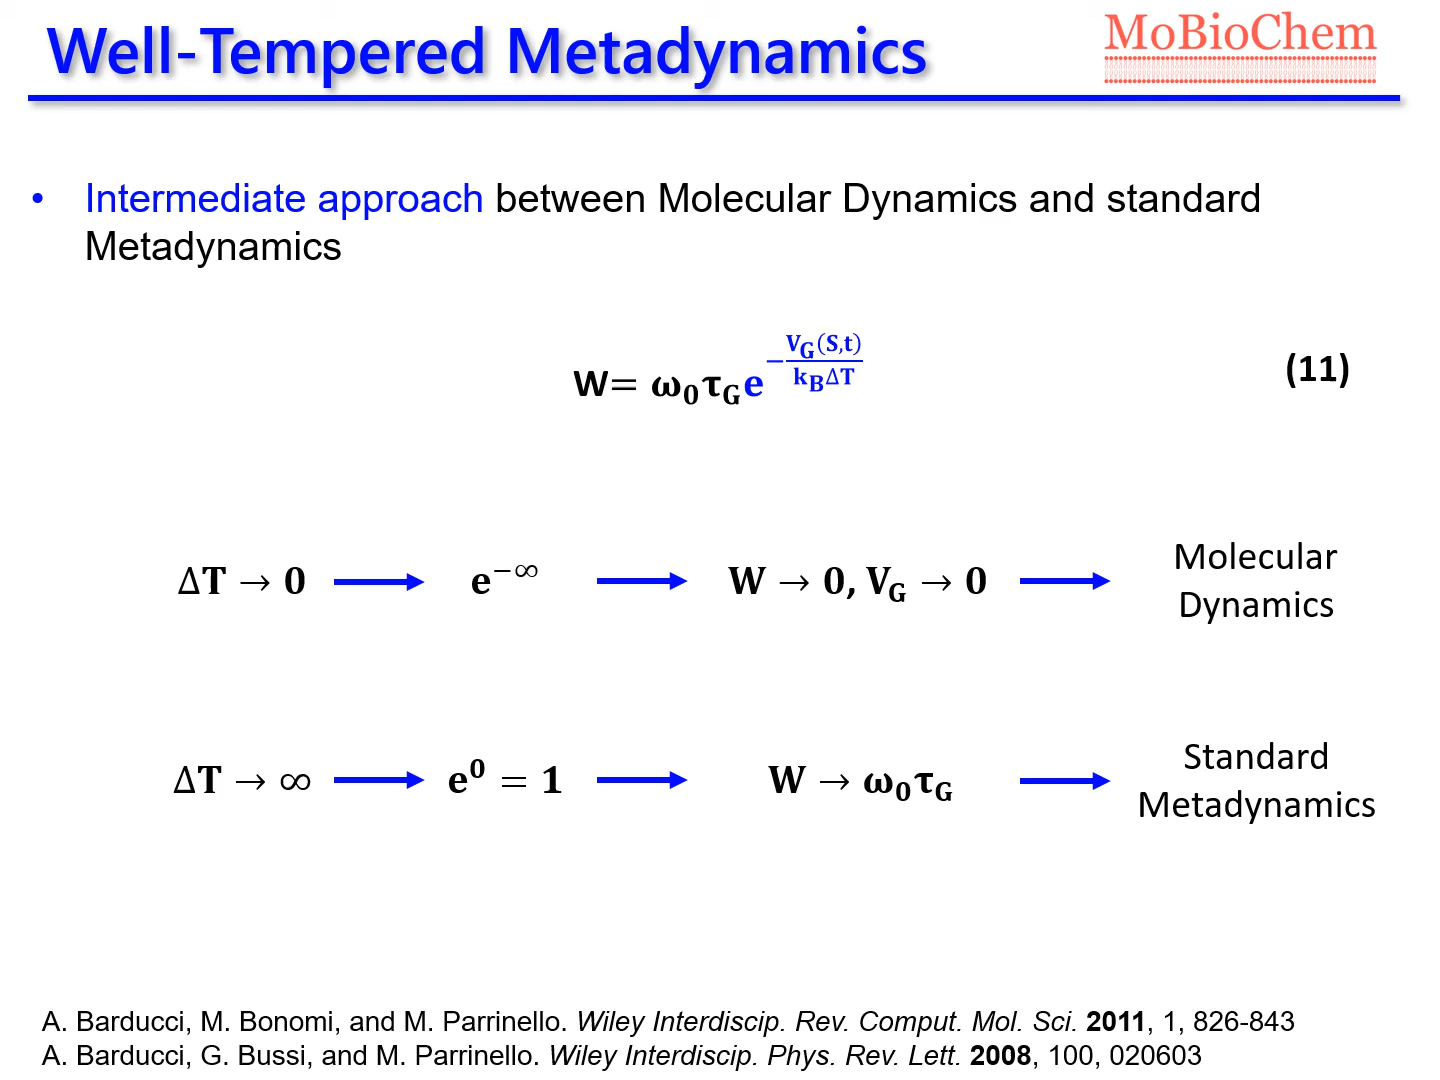 Well-Tempered Metadynamics
MoBioChem
• Intermediate approach between Molecular Dynamics and standard
Metadynamics
W= ω₀τ_G e^{−V_G(S,t)/(k_BΔT)} (11)
ΔT → 0 e^{−∞} W → 0, V_G → 0 Molecular Dynamics
ΔT → ∞ e⁰ = 1 W → ω₀τ_G Standard Metadynamics
A. Barducci, M. Bonomi, and M. Parrinello. Wiley Interdiscip. Rev. Comput. Mol. Sci. 2011, 1, 826-843
A. Barducci, G. Bussi, and M. Parrinello. Wiley Interdiscip. Phys. Rev. Lett. 2008, 100, 020603